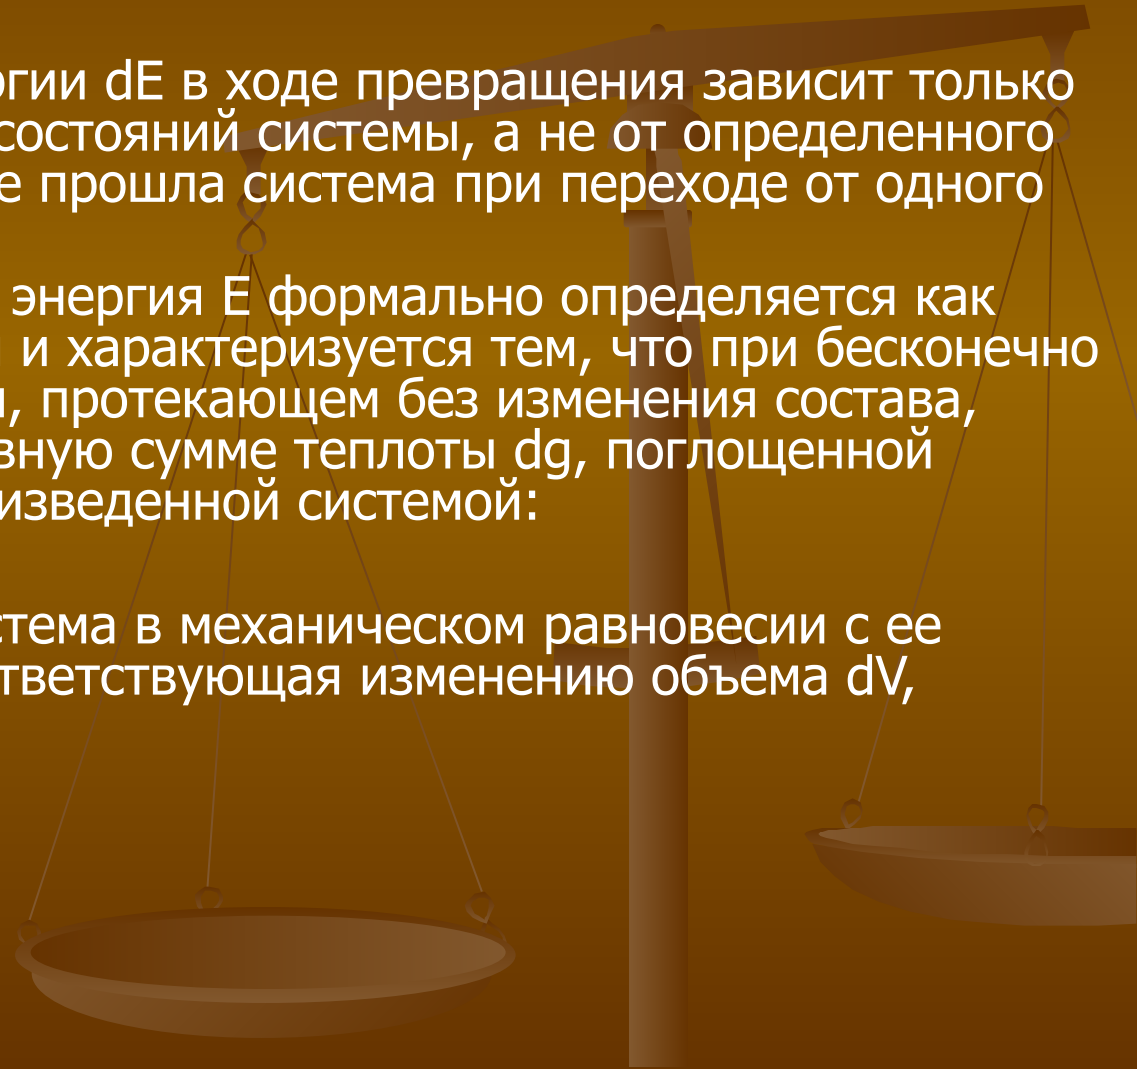 ргии dE в ходе превращения зависит только
состояний системы, а не от определенного
е прошла система при переходе от одного
энергия E формально определяется как
и характеризуется тем, что при бесконечно
, протекающем без изменения состава,
вную сумме теплоты dg, поглощенной
изведенной системой:
стема в механическом равновесии с ее
тветствующая изменению объема dV,